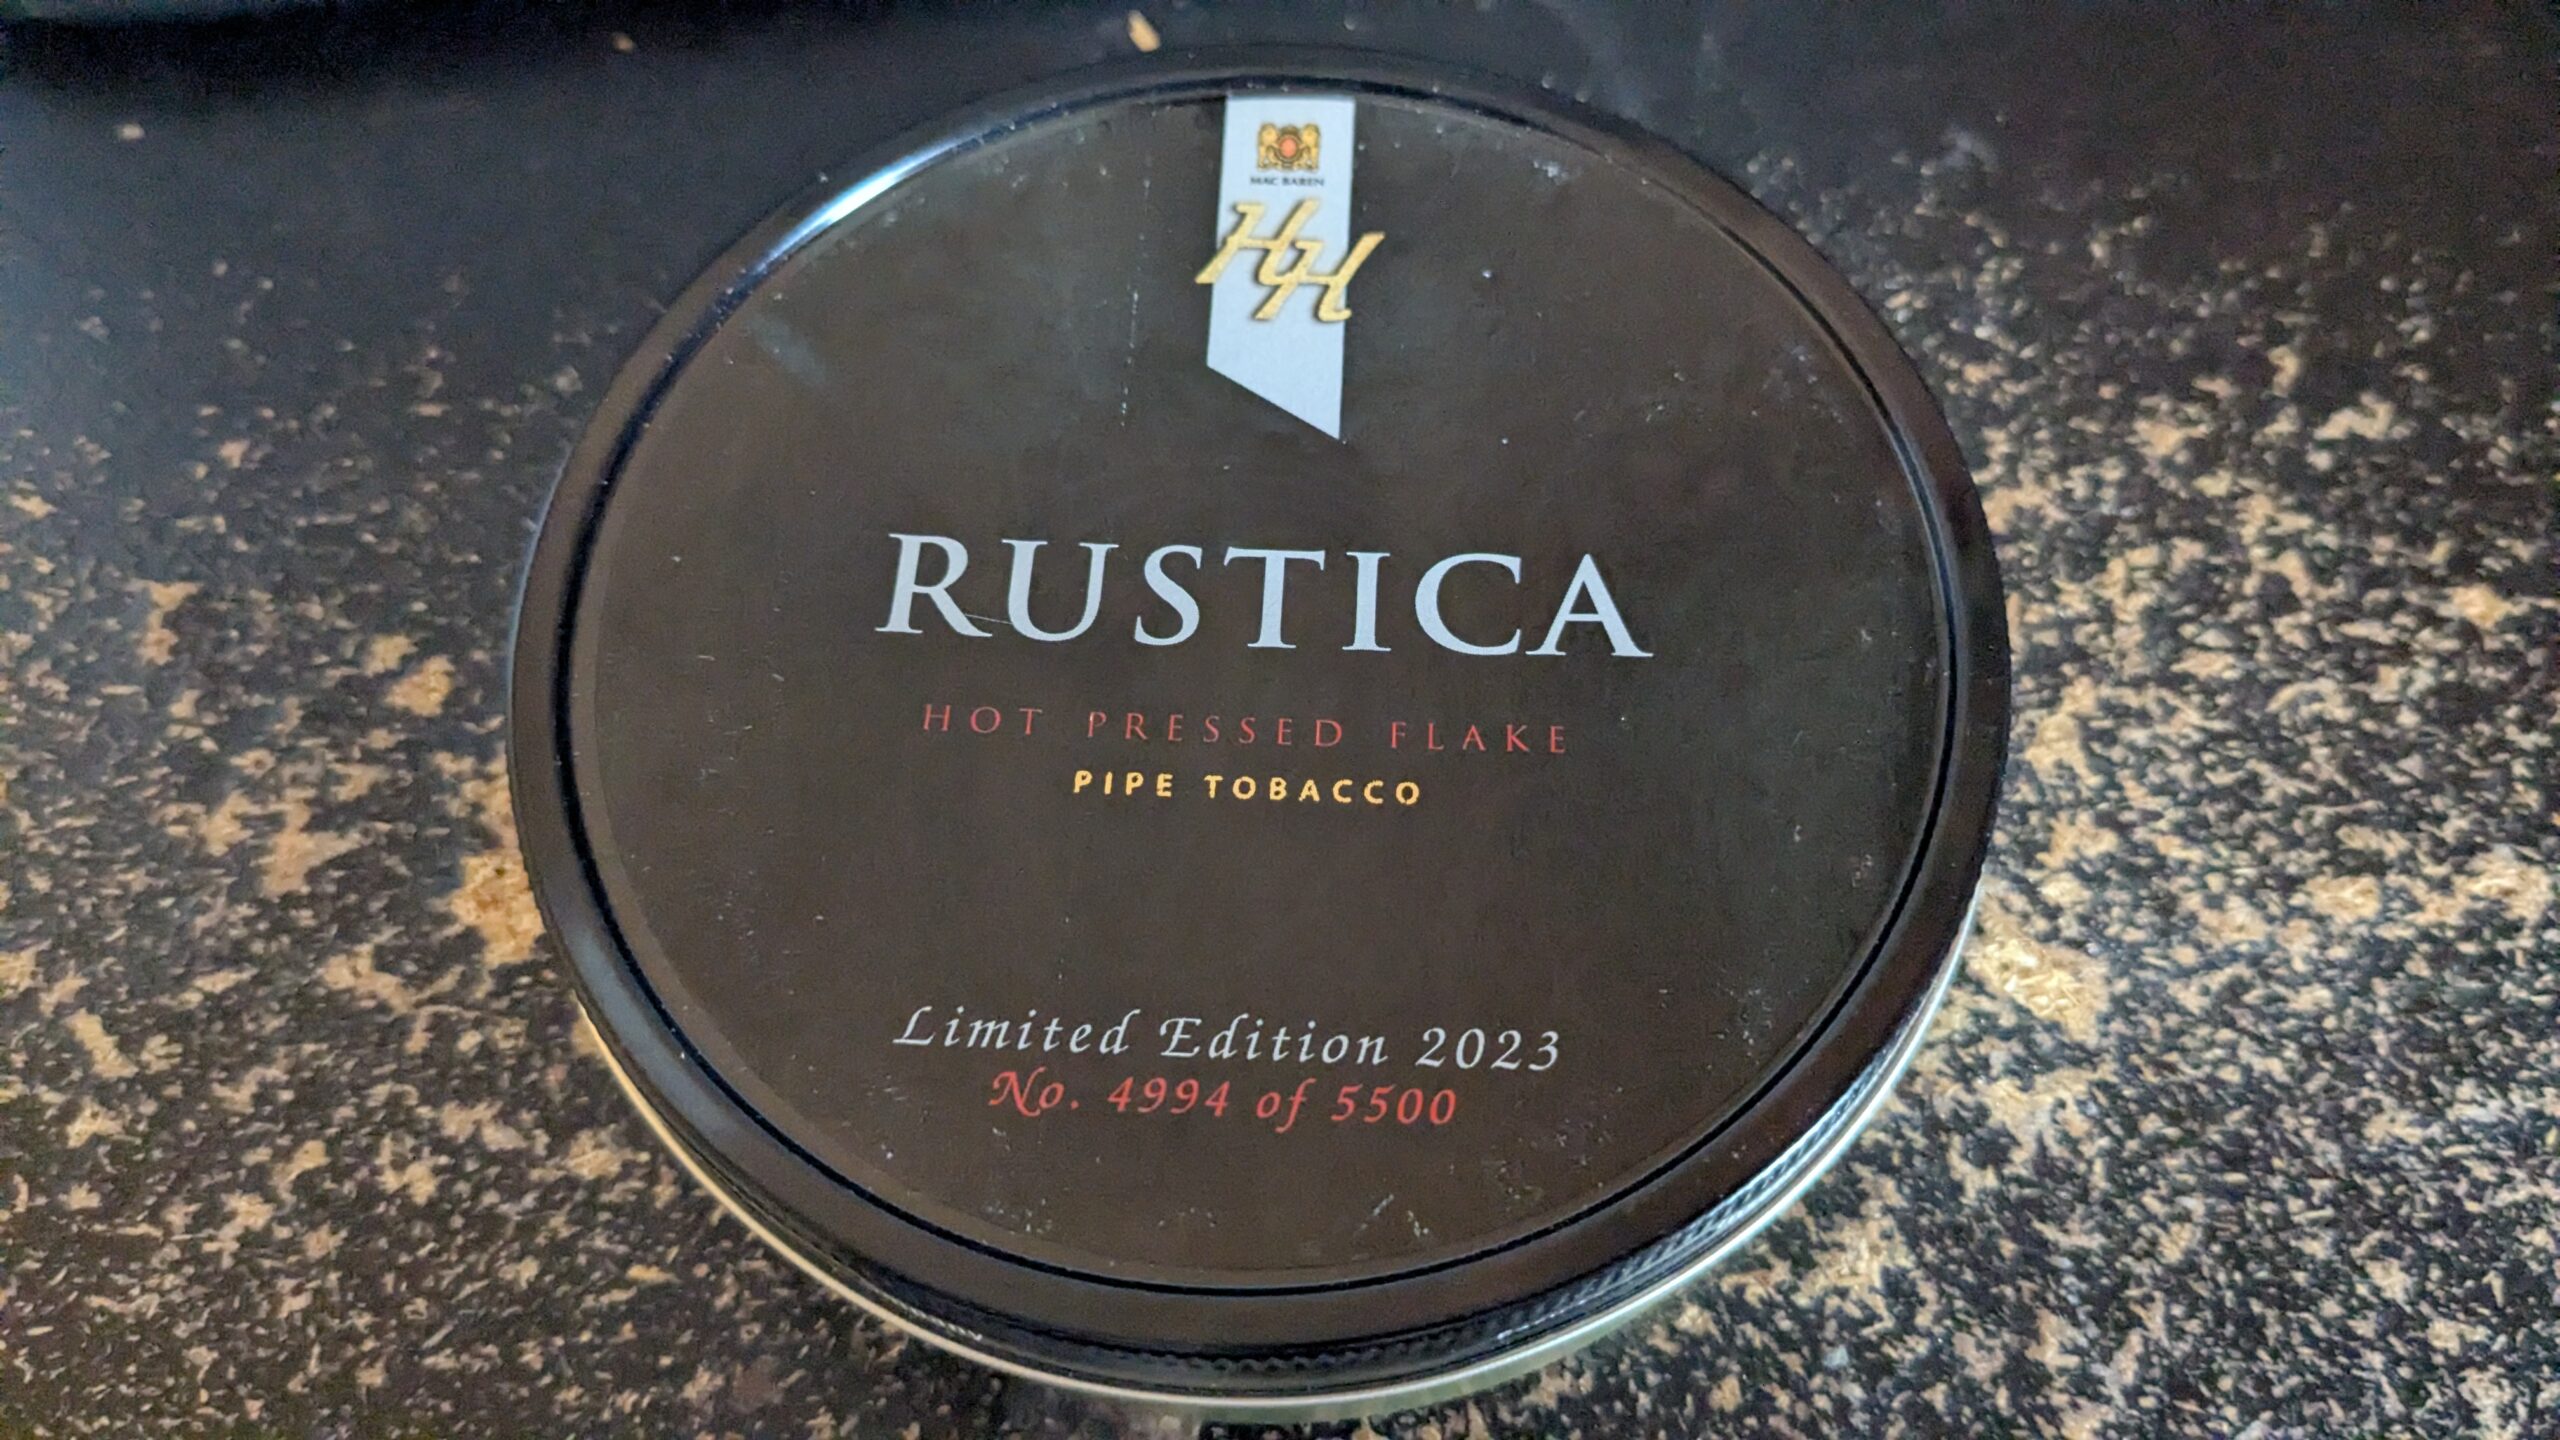 MAC BAREN
HH
RUSTICA
HOT PRESSED FLAKE
PIPE TOBACCO
Limited Edition 2023
No. 4994 of 5500